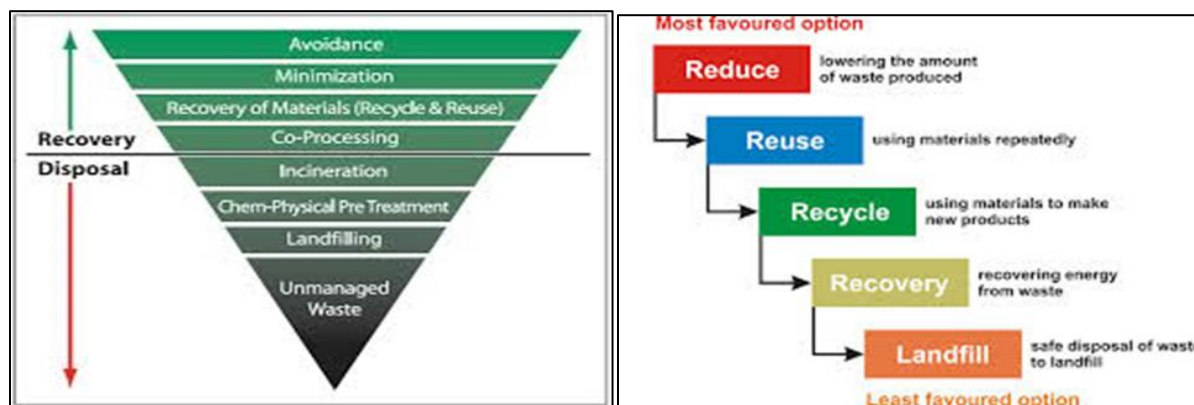 Avoidance
Minimization
Recovery of Materials (Recycle & Reuse)
Recovery
Co-Processing
Disposal
Incineration
Chem-Physical Pre Treatment
Landfilling
Unmanaged
Waste
Most favoured option
Reduce
lowering the amount
of waste produced
Reuse
using materials repeatedly
Recycle
using materials to make
new products
Recovery
recovering energy
from waste
Landfill
safe disposal of waste
to landfill
Least favoured option